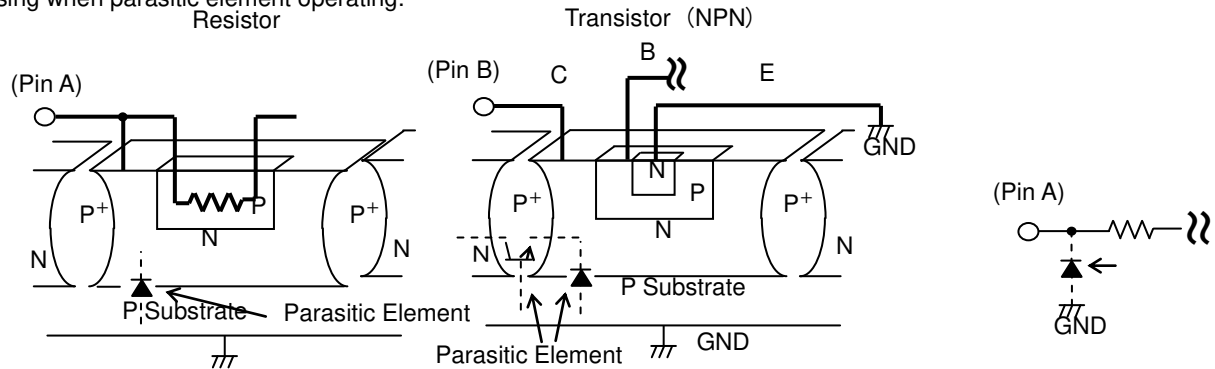 sing when parasitic element operating.
Resistor
Transistor（NPN）
(Pin A)
(Pin B)
C
B
E
GND
P+
P
P+
N
N
N
P Substrate
Parasitic Element
P+
N
P
P+
N
N
N
P Substrate
Parasitic Element
GND
(Pin A)
GND